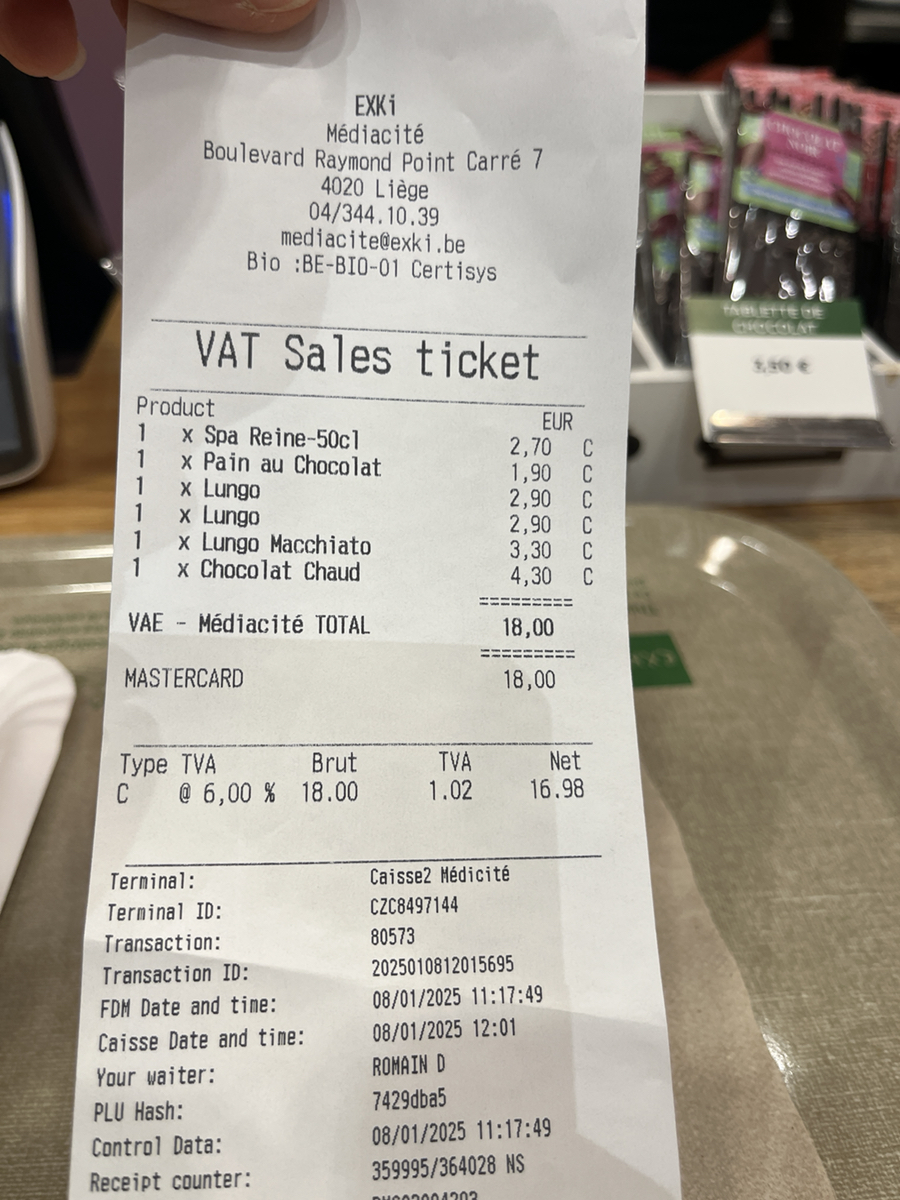 EXKi
Médiacité
Boulevard Raymond Point Carré 7
4020 Liège
04/344.10.39
mediacite@exki.be
Bio :BE-BIO-01 Certisys
VAT Sales ticket
Product EUR
1 x Spa Reine-50cl 2,70 C
1 x Pain au Chocolat 1,90 C
1 x Lungo 2,90 C
1 x Lungo 2,90 C
1 x Lungo Macchiato 3,30 C
1 x Chocolat Chaud 4,30 C
=========
VAE - Médiacité TOTAL 18,00
=========
MASTERCARD 18,00
Type TVA Brut TVA Net
C @ 6,00 % 18.00 1.02 16.98
Terminal: Caisse2 Médicité
Terminal ID: CZC8497144
Transaction: 80573
Transaction ID: 2025010812015695
FDM Date and time: 08/01/2025 11:17:49
Caisse Date and time: 08/01/2025 12:01
Your waiter: ROMAIN D
PLU Hash: 7429dba5
Control Data: 08/01/2025 11:17:49
Receipt counter: 359995/364028 NS
CHOCOLAT
NOIR
TABLETTE DE
CHOCOLAT
3,50 €